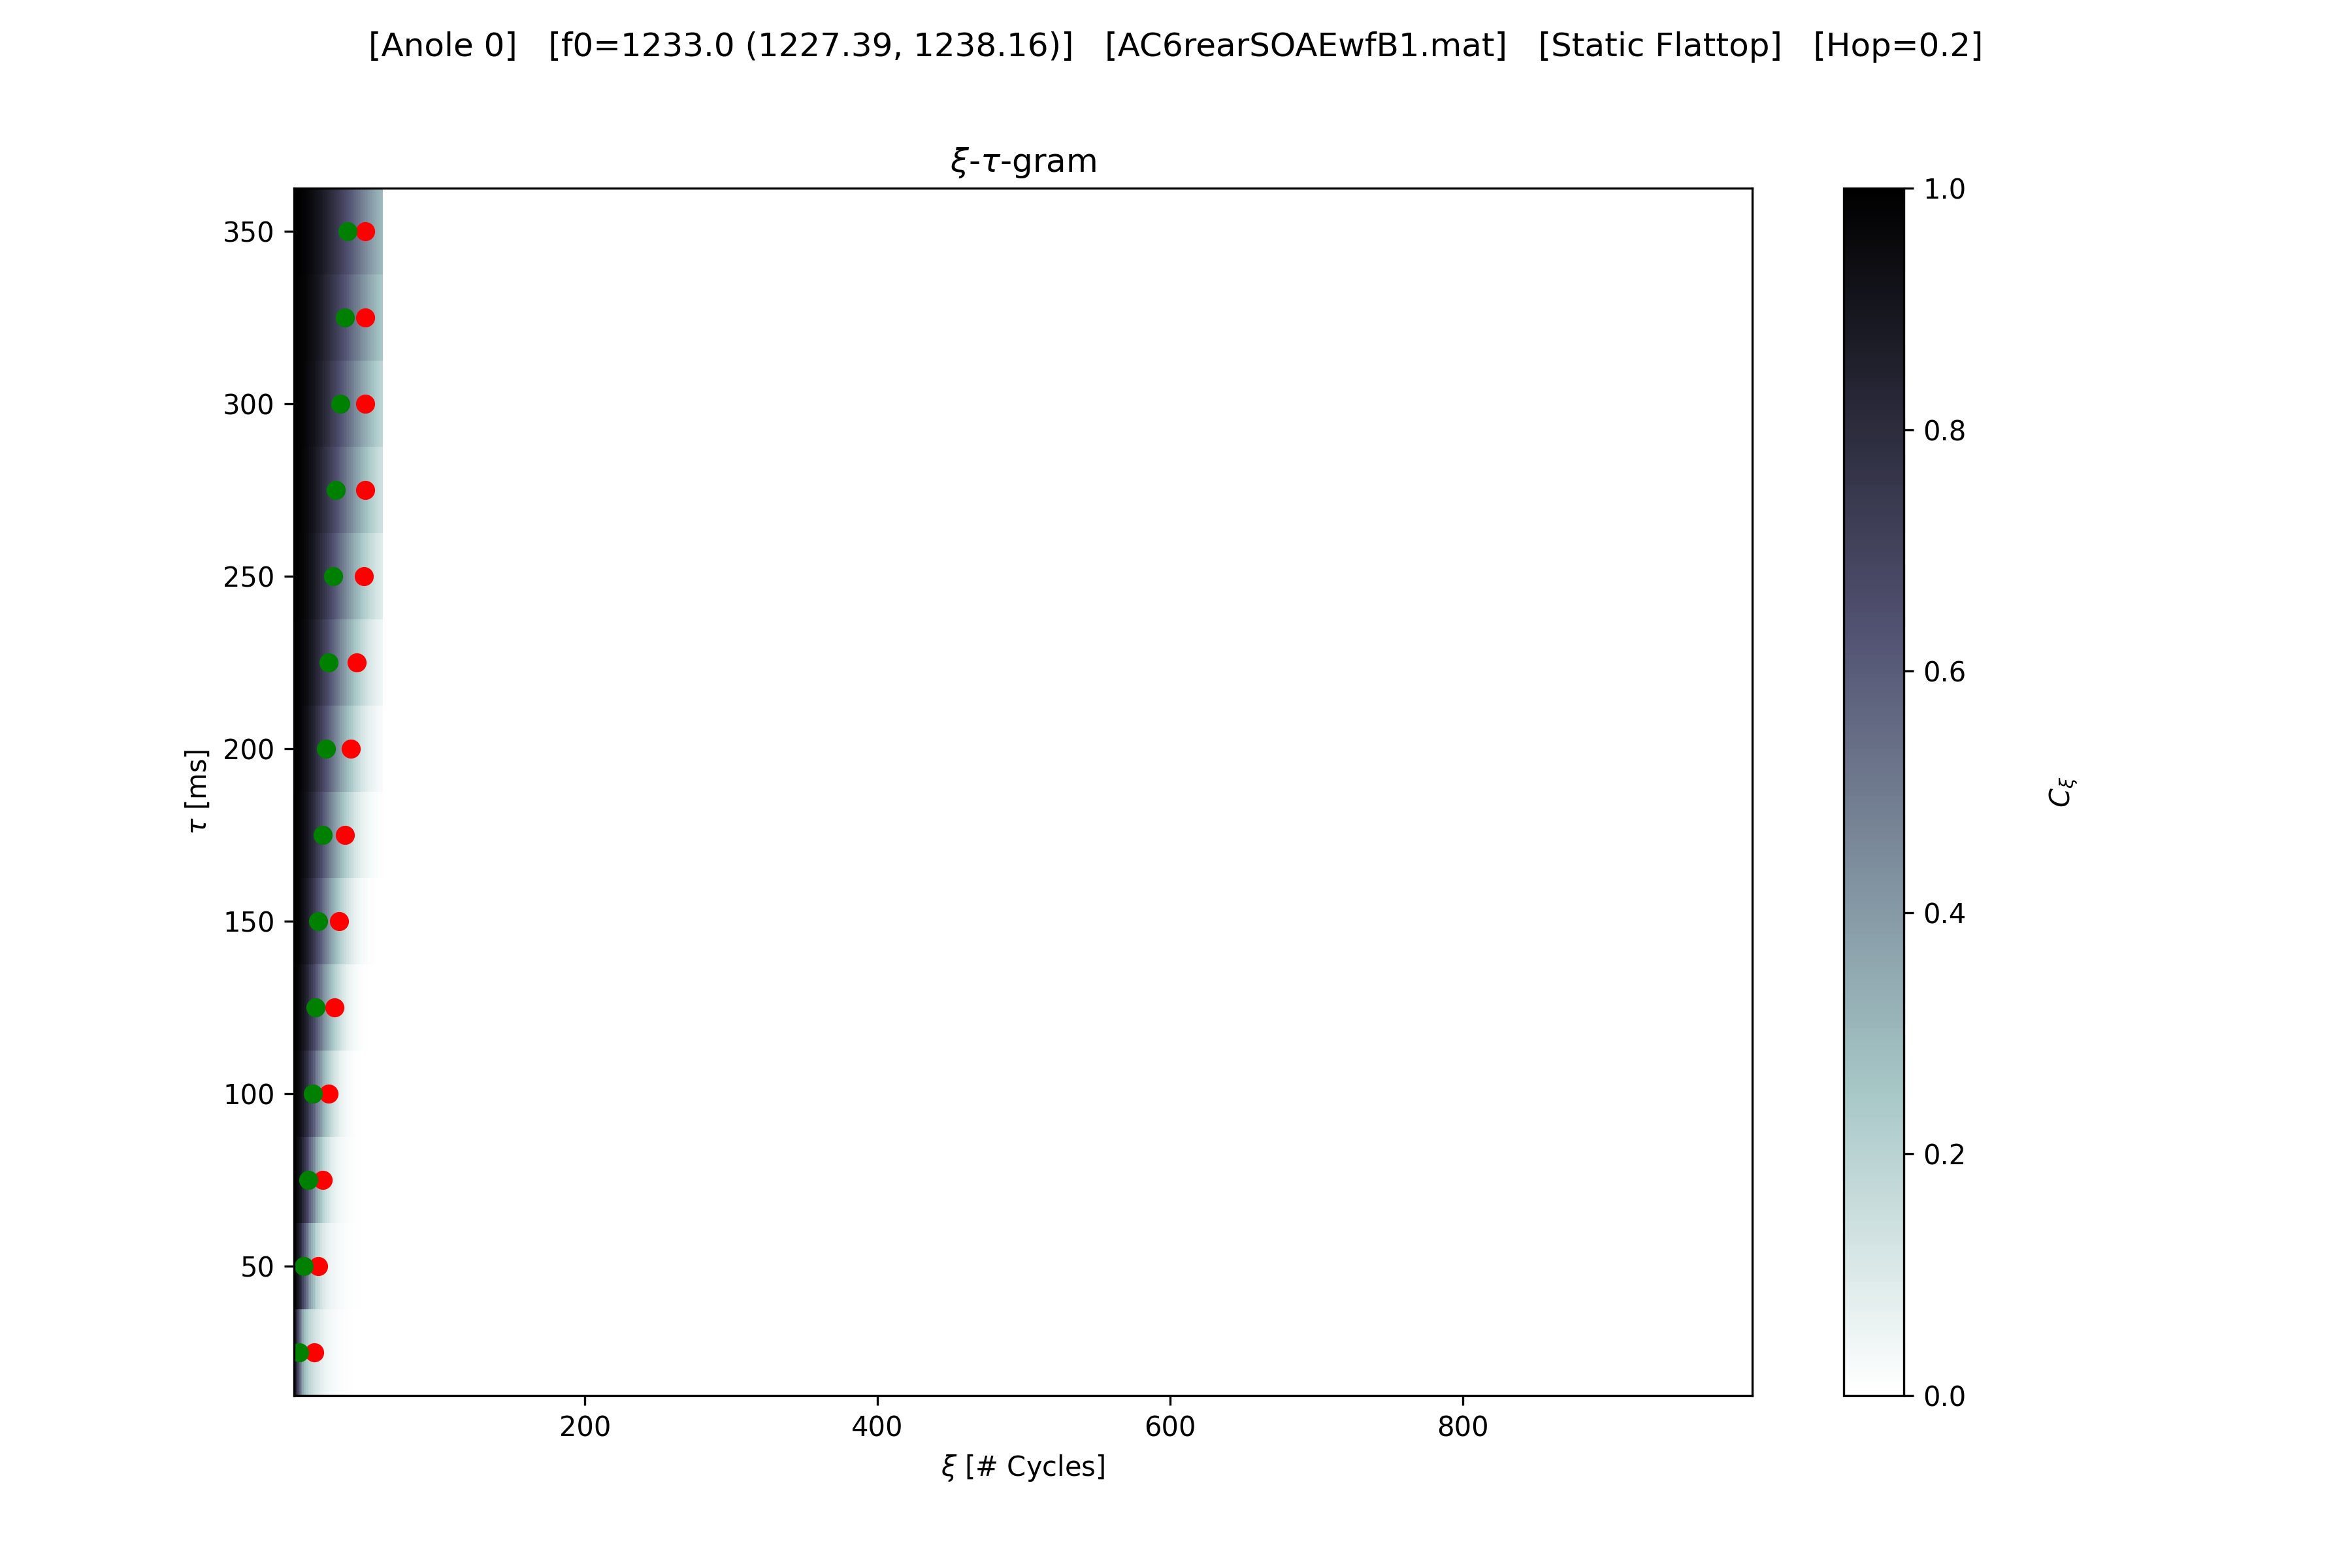 [Anole 0]   [f0=1233.0 (1227.39, 1238.16)]   [AC6rearSOAEwfB1.mat]   [Static Flattop]   [Hop=0.2]
ξ-τ-gram
350
300
250
200
150
100
50
τ [ms]
200 400 600 800
ξ [# Cycles]
1.0
0.8
0.6
0.4
0.2
0.0
Cξ